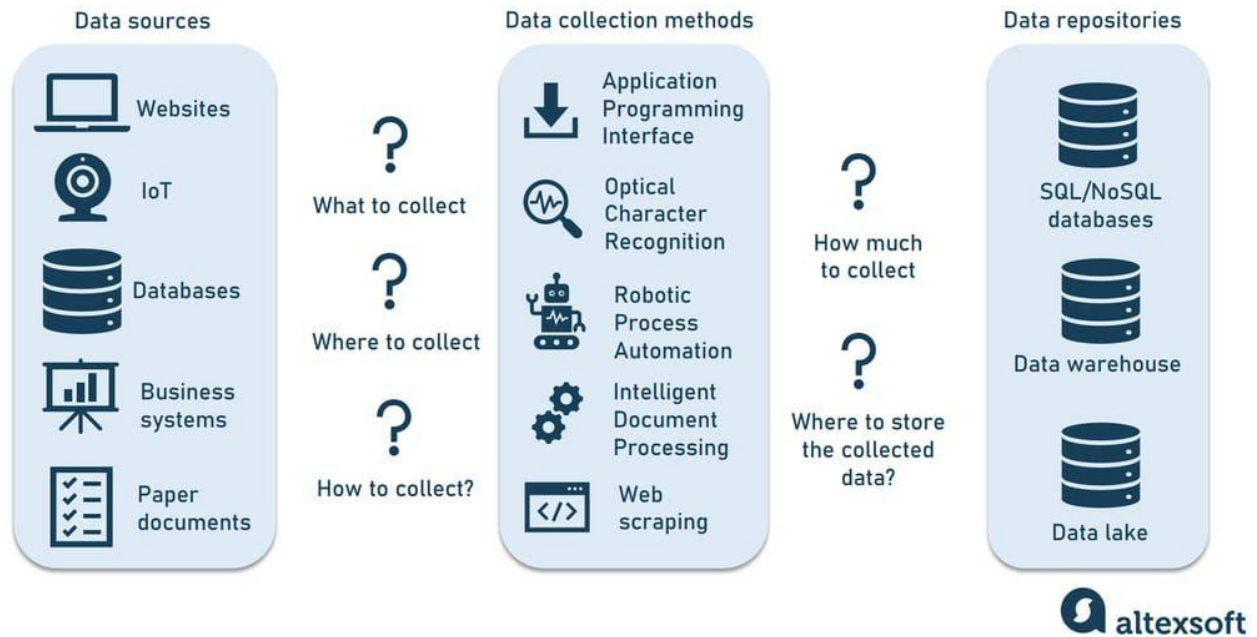 Data sources
Websites
IoT
Databases
Business
systems
Paper
documents
?
What to collect
?
Where to collect
?
How to collect?
Data collection methods
Application
Programming
Interface
Optical
Character
Recognition
Robotic
Process
Automation
Intelligent
Document
Processing
</>
Web
scraping
?
How much
to collect
?
Where to store
the collected
data?
Data repositories
SQL/NoSQL
databases
Data warehouse
Data lake
altexsoft